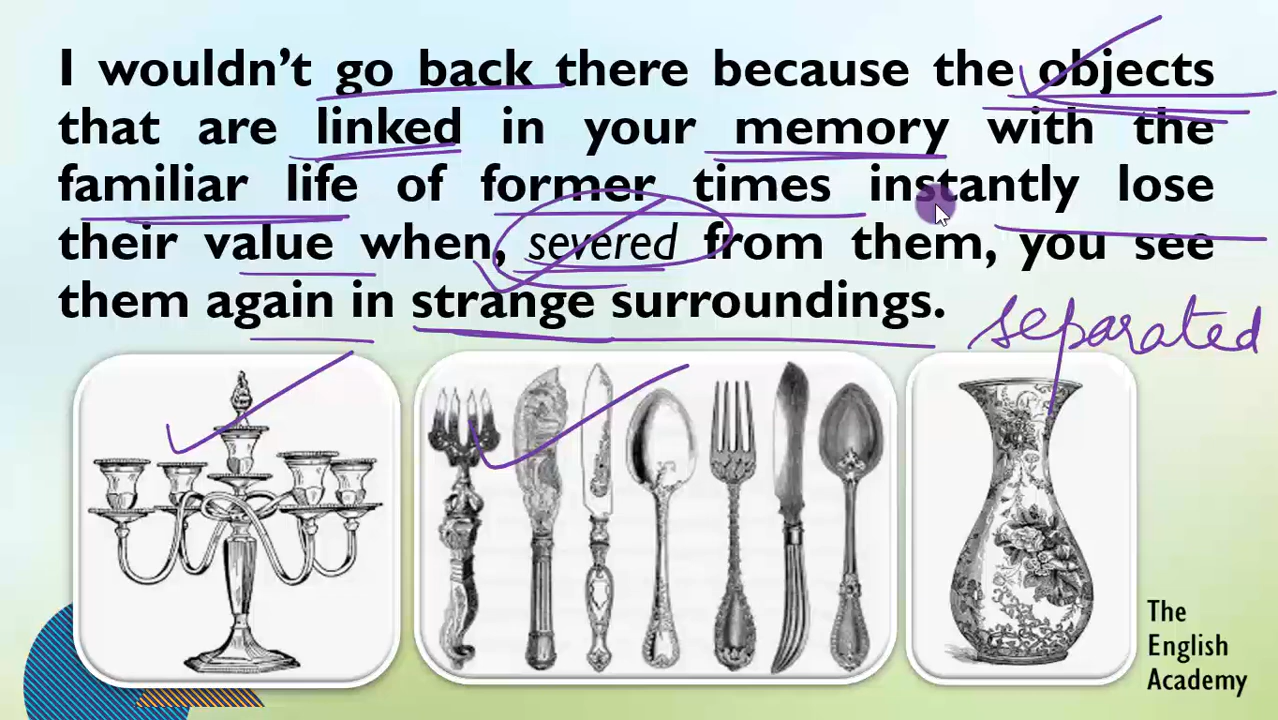 I wouldn't go back there because the objects
that are linked in your memory with the
familiar life of former times instantly lose
their value when, severed from them, you see
them again in strange surroundings.
separated
The
English
Academy